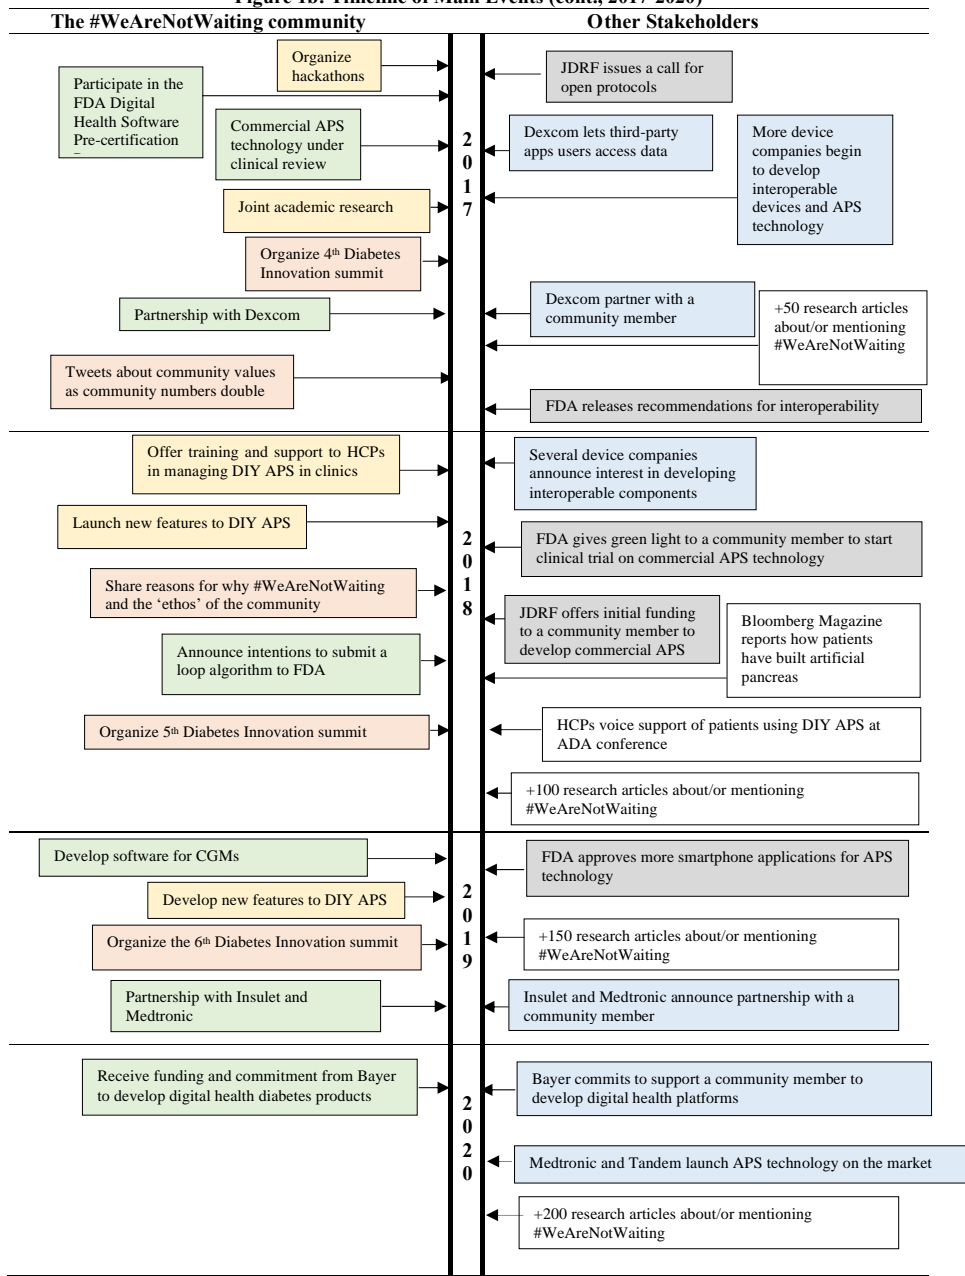 Figure 1b: Timeline of Main Events (cont., 2017-2020)
The #WeAreNotWaiting community
Other Stakeholders
Organize
hackathons
Participate in the
FDA Digital
Health Software
Pre-certification
Commercial APS
technology under
clinical review
Joint academic research
Organize 4th Diabetes
Innovation summit
Partnership with Dexcom
Tweets about community values
as community numbers double
2
0
1
7
JDRF issues a call for
open protocols
Dexcom lets third-party
apps users access data
More device
companies begin
to develop
interoperable
devices and APS
technology
Dexcom partner with a
community member
+50 research articles
about/or mentioning
#WeAreNotWaiting
FDA releases recommendations for interoperability
Offer training and support to HCPs
in managing DIY APS in clinics
Launch new features to DIY APS
Share reasons for why #WeAreNotWaiting
and the ‘ethos’ of the community
Announce intentions to submit a
loop algorithm to FDA
Organize 5th Diabetes Innovation summit
2
0
1
8
Several device companies
announce interest in developing
interoperable components
FDA gives green light to a community member to start
clinical trial on commercial APS technology
JDRF offers initial funding
to a community member to
develop commercial APS
Bloomberg Magazine
reports how patients
have built artificial
pancreas
HCPs voice support of patients using DIY APS at
ADA conference
+100 research articles about/or mentioning
#WeAreNotWaiting
Develop software for CGMs
Develop new features to DIY APS
Organize the 6th Diabetes Innovation summit
Partnership with Insulet and
Medtronic
2
0
1
9
FDA approves more smartphone applications for APS
technology
+150 research articles about/or mentioning
#WeAreNotWaiting
Insulet and Medtronic announce partnership with a
community member
Receive funding and commitment from Bayer
to develop digital health diabetes products
2
0
2
0
Bayer commits to support a community member to
develop digital health platforms
Medtronic and Tandem launch APS technology on the market
+200 research articles about/or mentioning
#WeAreNotWaiting